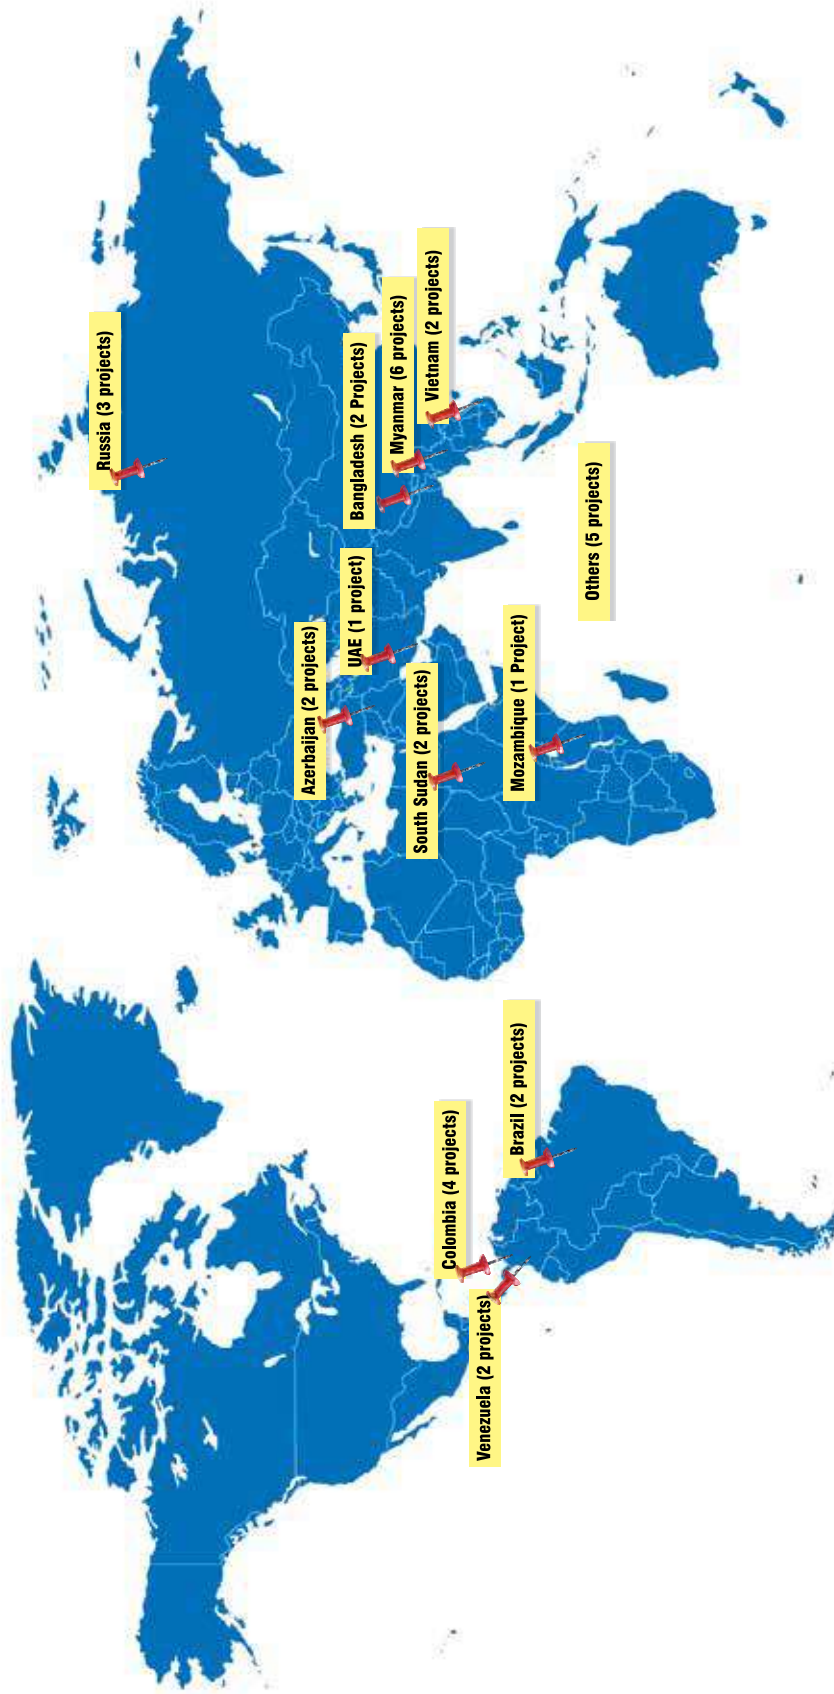 Russia (3 projects)
Azerbaijan (2 projects)
UAE (1 project)
Bangladesh (2 Projects)
Myanmar (6 projects)
Vietnam (2 projects)
South Sudan (2 projects)
Colombia (4 projects)
Venezuela (2 projects)
Brazil (2 projects)
Mozambique (1 Project)
Others (5 projects)